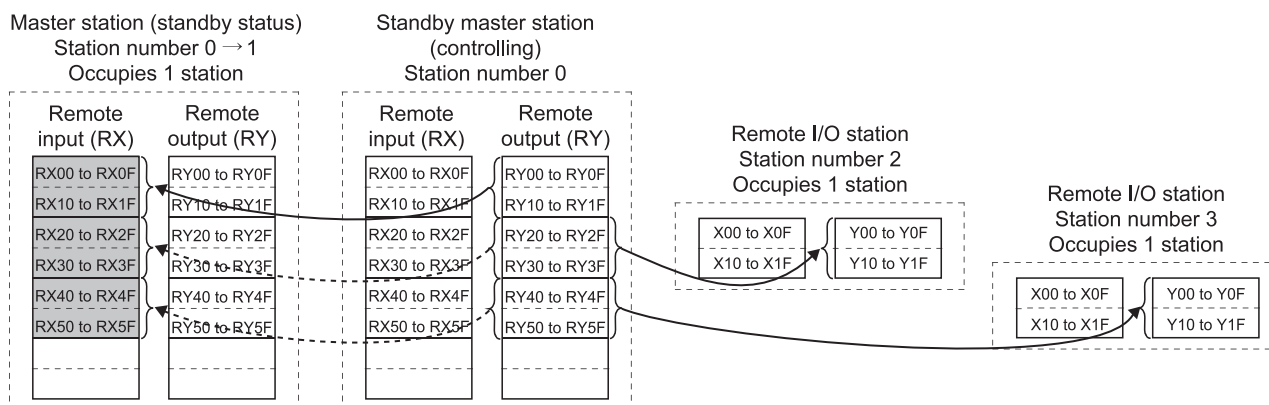 Master station (standby status)
Station number 0 → 1
Occupies 1 station
Remote input (RX)
Remote output (RY)
RX00 to RX0F
RX10 to RX1F
RX20 to RX2F
RX30 to RX3F
RX40 to RX4F
RX50 to RX5F
RY00 to RY0F
RY10 to RY1F
RY20 to RY2F
RY30 to RY3F
RY40 to RY4F
RY50 to RY5F
Standby master station
(controlling)
Station number 0
Remote input (RX)
Remote output (RY)
RX00 to RX0F
RX10 to RX1F
RX20 to RX2F
RX30 to RX3F
RX40 to RX4F
RX50 to RX5F
RY00 to RY0F
RY10 to RY1F
RY20 to RY2F
RY30 to RY3F
RY40 to RY4F
RY50 to RY5F
Remote I/O station
Station number 2
Occupies 1 station
X00 to X0F
X10 to X1F
Y00 to Y0F
Y10 to Y1F
Remote I/O station
Station number 3
Occupies 1 station
X00 to X0F
X10 to X1F
Y00 to Y0F
Y10 to Y1F